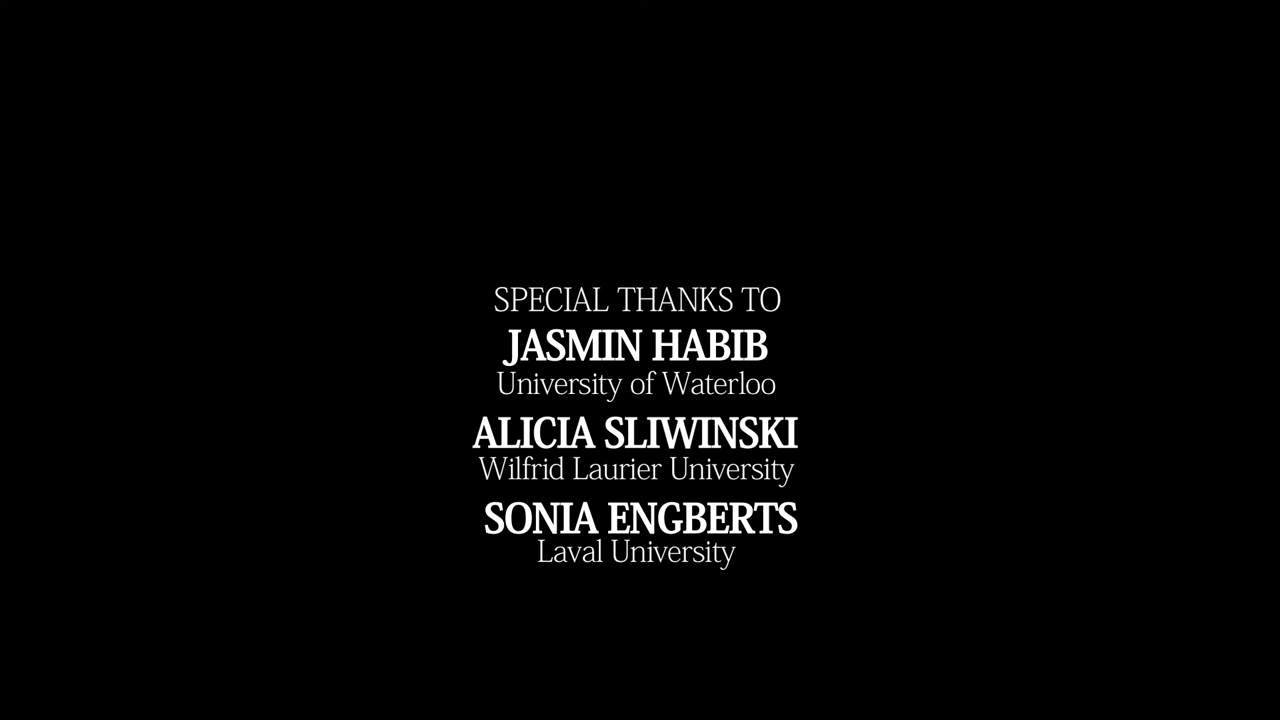 SPECIAL THANKS TO
JASMIN HABIB
University of Waterloo
ALICIA SLIWINSKI
Wilfrid Laurier University
SONIA ENGBERTS
Laval University